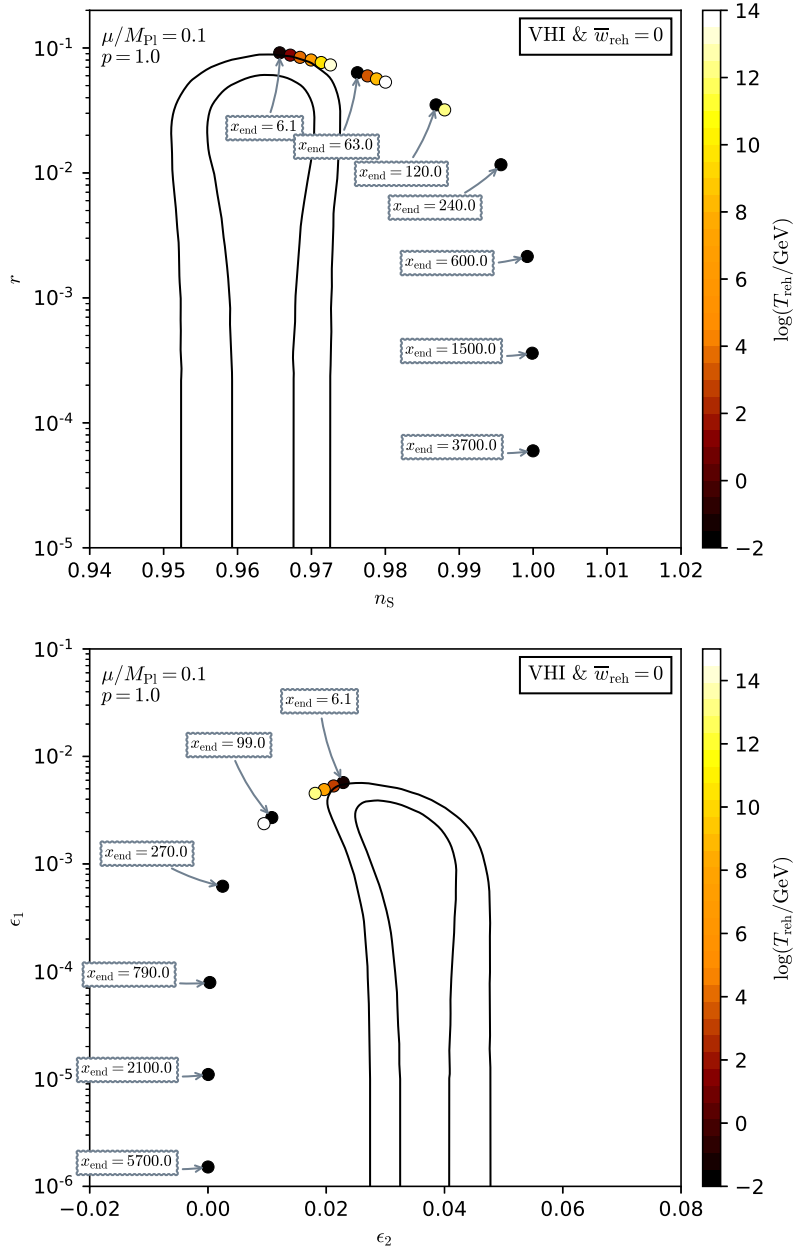 μ/M_Pl = 0.1
p = 1.0
VHI & w̅_reh = 0
x_end = 6.1
x_end = 63.0
x_end = 120.0
x_end = 240.0
x_end = 600.0
x_end = 1500.0
x_end = 3700.0
10⁻¹
10⁻²
10⁻³
10⁻⁴
10⁻⁵
r
0.94 0.95 0.96 0.97 0.98 0.99 1.00 1.01 1.02
n_S
14
12
10
8
6
4
2
0
−2
log(T_reh/GeV)
μ/M_Pl = 0.1
p = 1.0
VHI & w̅_reh = 0
x_end = 6.1
x_end = 99.0
x_end = 270.0
x_end = 790.0
x_end = 2100.0
x_end = 5700.0
10⁻¹
10⁻²
10⁻³
10⁻⁴
10⁻⁵
10⁻⁶
ϵ₁
−0.02 0.00 0.02 0.04 0.06 0.08
ϵ₂
14
12
10
8
6
4
2
0
−2
log(T_reh/GeV)